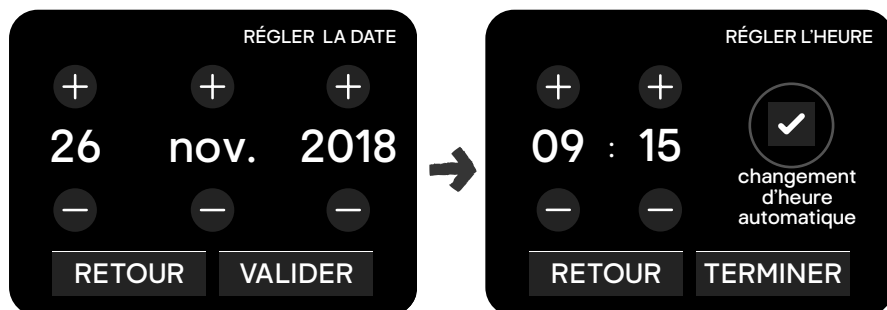 RÉGLER LA DATE
26 nov. 2018
RETOUR VALIDER
RÉGLER L'HEURE
09 : 15
changement
d'heure
automatique
RETOUR TERMINER